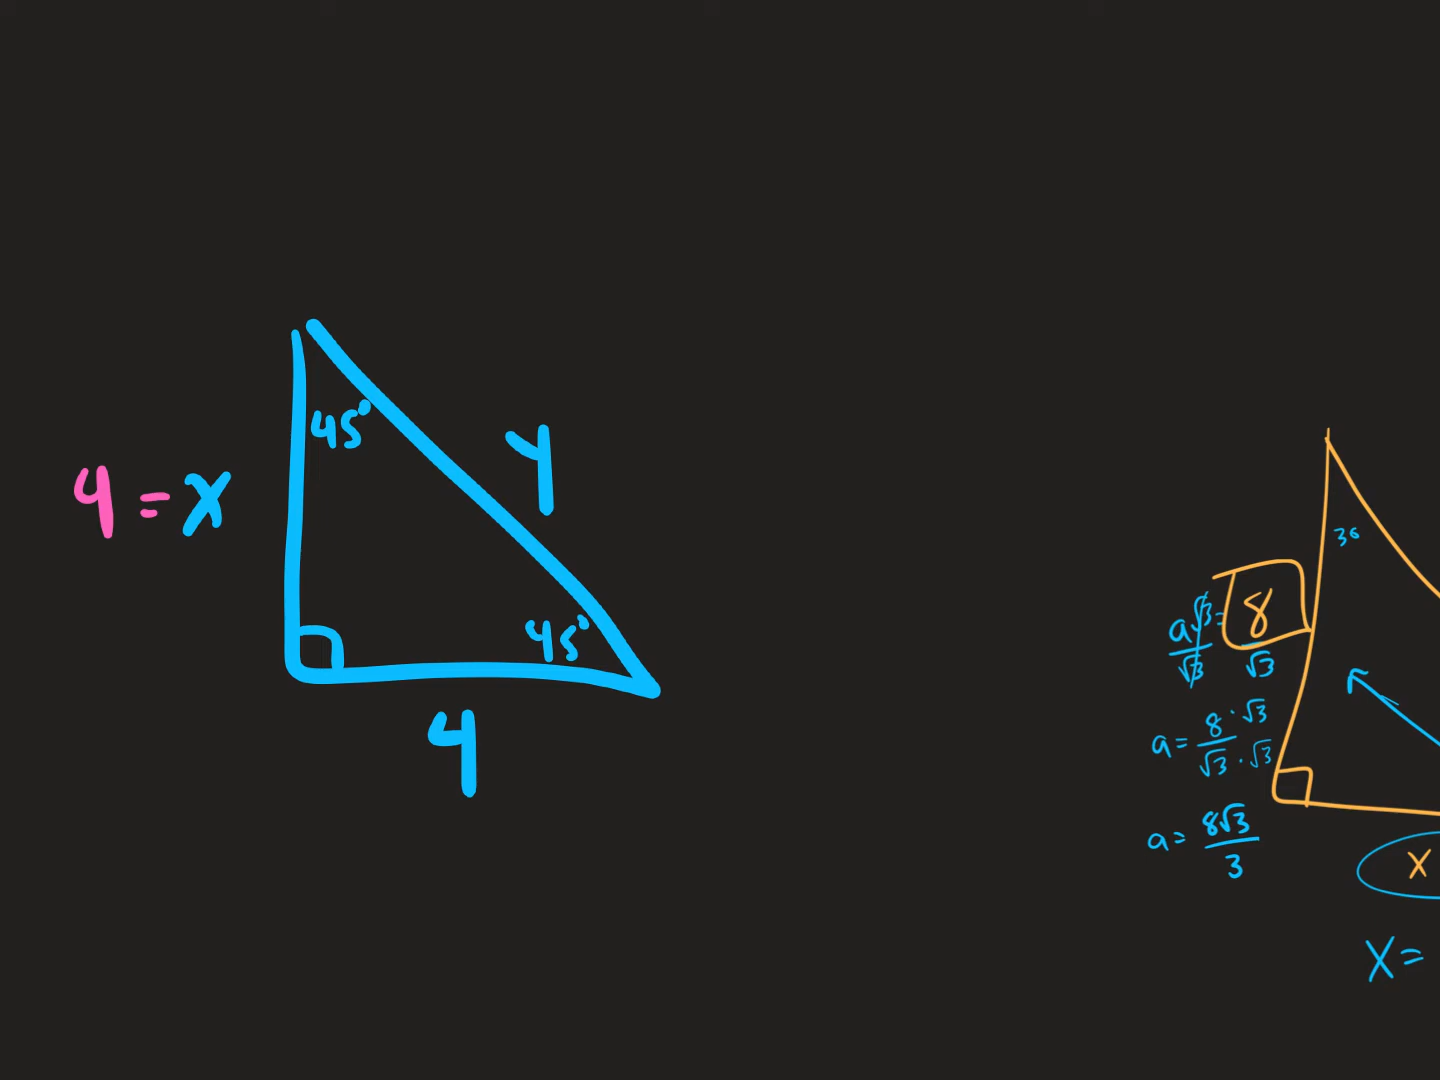 45°
y
4 = x
45°
4
30
a√3 = 8
√3 √3
a = 8 · √3
√3 · √3
a = 8√3
3
x
x =